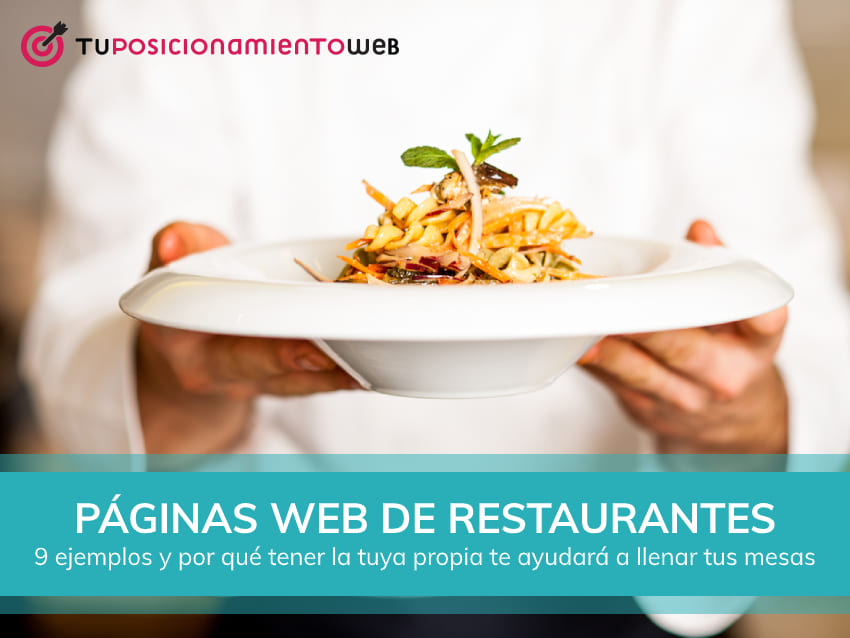 TUPOSICIONAMIENTOWEB
PÁGINAS WEB DE RESTAURANTES
9 ejemplos y por qué tener la tuya propia te ayudará a llenar tus mesas